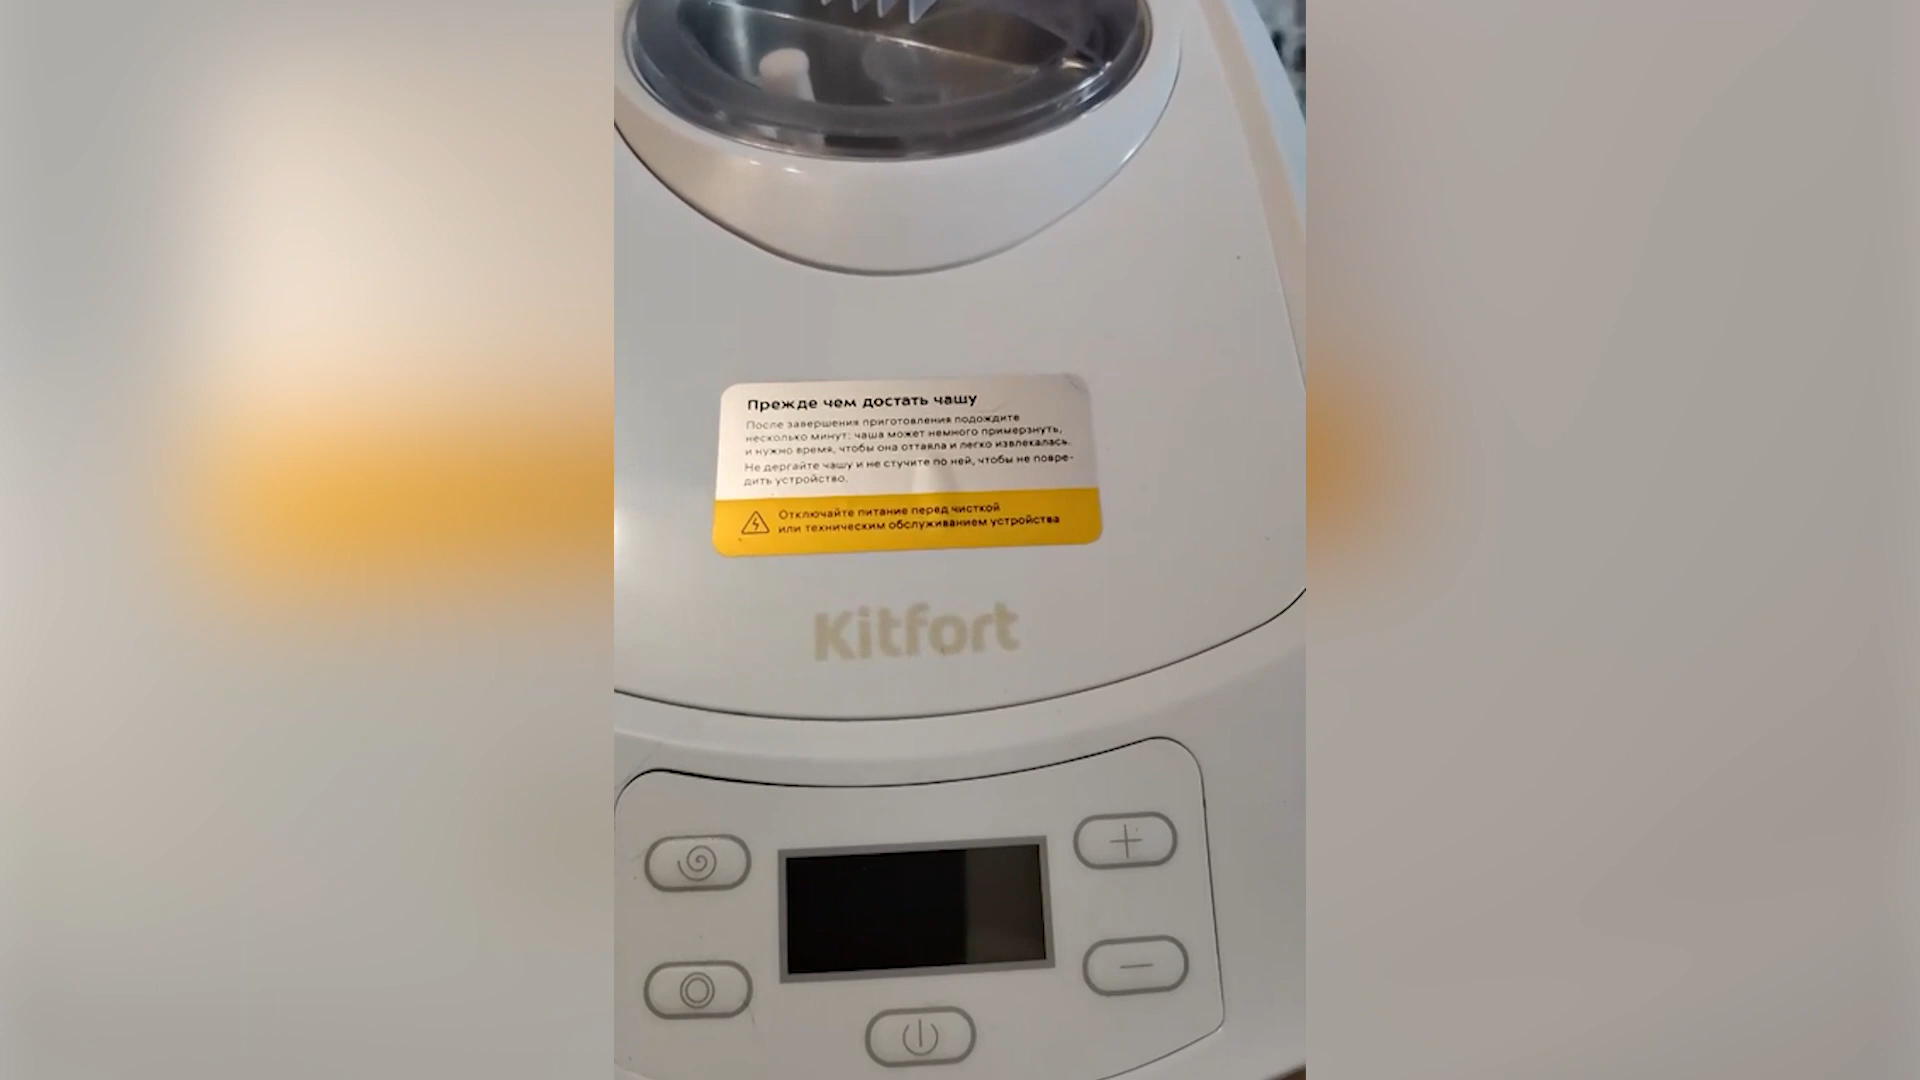 Прежде чем достать чашу
После завершения приготовления подождите
несколько минут: чаша может немного примерзнуть,
и нужно время, чтобы она оттаяла и легко извлекалась.
Не дергайте чашу и не стучите по ней, чтобы не повре-
дить устройство.
Отключайте питание перед чисткой
или техническим обслуживанием устройства
Kitfort